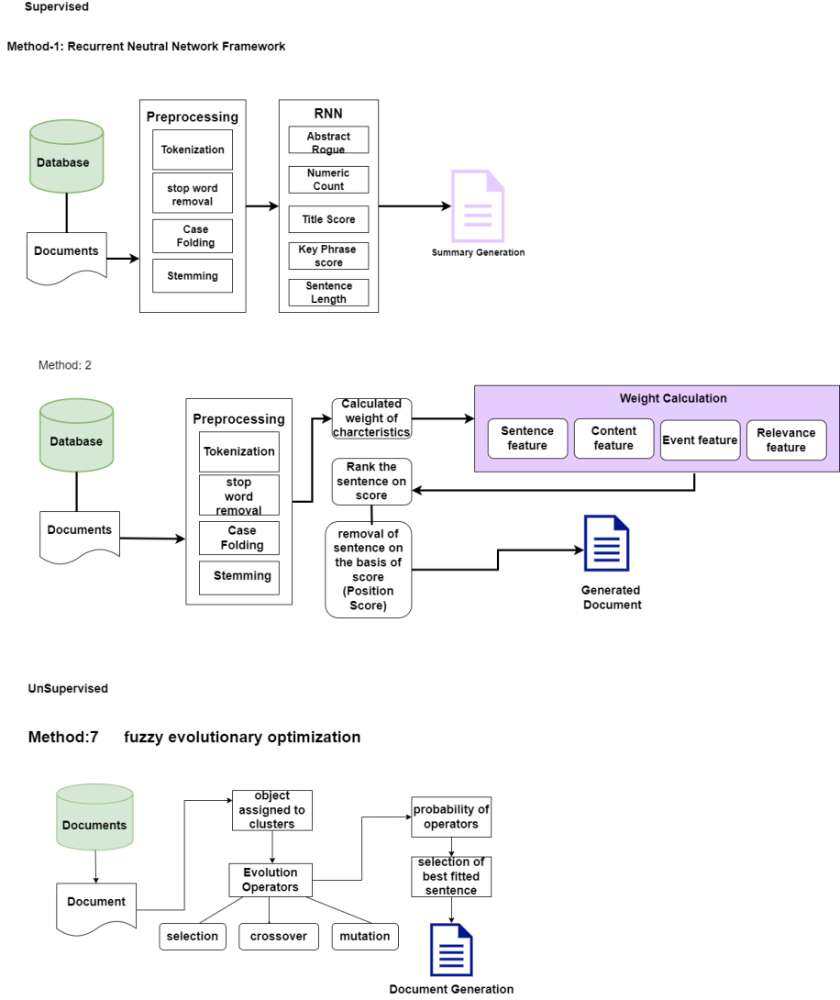 Supervised
Method-1: Recurrent Neutral Network Framework
Database
Documents
Preprocessing
Tokenization
stop word
removal
Case
Folding
Stemming
RNN
Abstract
Rogue
Numeric
Count
Title Score
Key Phrase
score
Sentence
Length
Summary Generation
Method: 2
Database
Documents
Preprocessing
Tokenization
stop
word
removal
Case
Folding
Stemming
Calculated
weight of
charcteristics
Weight Calculation
Sentence
feature
Content
feature
Event feature
Relevance
feature
Rank the
sentence on
score
removal of
sentence on
the basis of
score
(Position
Score)
Generated
Document
UnSupervised
Method:7 fuzzy evolutionary optimization
Documents
Document
object
assigned to
clusters
Evolution
Operators
selection
crossover
mutation
probability of
operators
selection of
best fitted
sentence
Document Generation